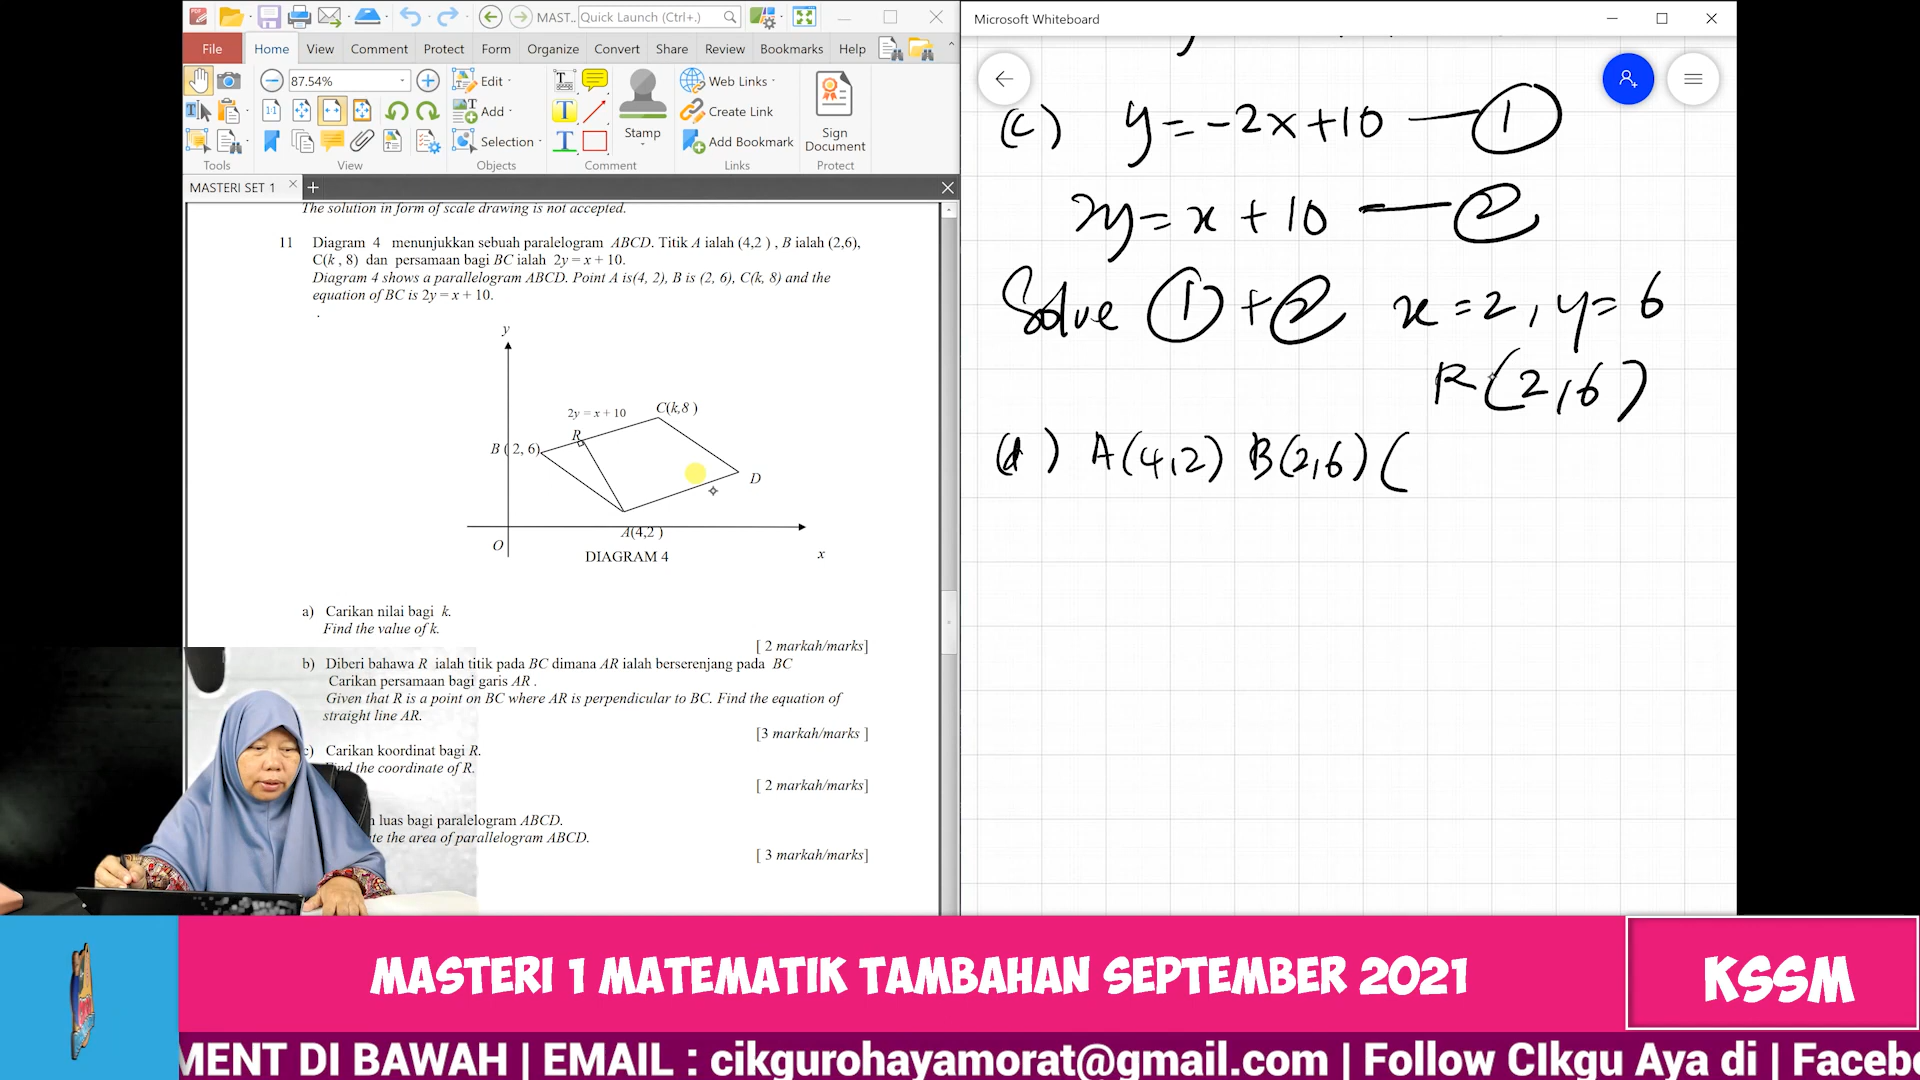 MAST..
Quick Launch (Ctrl+.)
File Home View Comment Protect Form Organize Convert Share Review Bookmarks Help
87.54%
1:1
Edit
Add
Selection
Stamp
Web Links
Create Link
Add Bookmark
Sign
Document
Tools View Objects Comment Links Protect
MASTERI SET 1
The solution in form of scale drawing is not accepted.
11 Diagram 4 menunjukkan sebuah paralelogram ABCD. Titik A ialah (4,2 ) , B ialah (2,6),
C(k , 8) dan persamaan bagi BC ialah 2y = x + 10.
Diagram 4 shows a parallelogram ABCD. Point A is(4, 2), B is (2, 6), C(k, 8) and the
equation of BC is 2y = x + 10.
y
2y = x + 10
C(k,8 )
R
B ( 2, 6)
D
A(4,2 )
O
x
DIAGRAM 4
a) Carikan nilai bagi k.
Find the value of k.
[ 2 markah/marks]
b) Diberi bahawa R ialah titik pada BC dimana AR ialah berserenjang pada BC
Carikan persamaan bagi garis AR .
Given that R is a point on BC where AR is perpendicular to BC. Find the equation of
straight line AR.
[3 markah/marks ]
c) Carikan koordinat bagi R.
ind the coordinate of R.
[ 2 markah/marks]
luas bagi paralelogram ABCD.
te the area of parallelogram ABCD.
[ 3 markah/marks]
Microsoft Whiteboard
(c) y = -2x + 10 — 1
2y = x + 10 — 2
Solve 1 + 2 x = 2, y = 6
R (2,6)
(d) A(4,2) B(2,6) (
MASTERI 1 MATEMATIK TAMBAHAN SEPTEMBER 2021
KSSM
MENT DI BAWAH | EMAIL : cikgurohayamorat@gmail.com | Follow CIkgu Aya di | Facebo